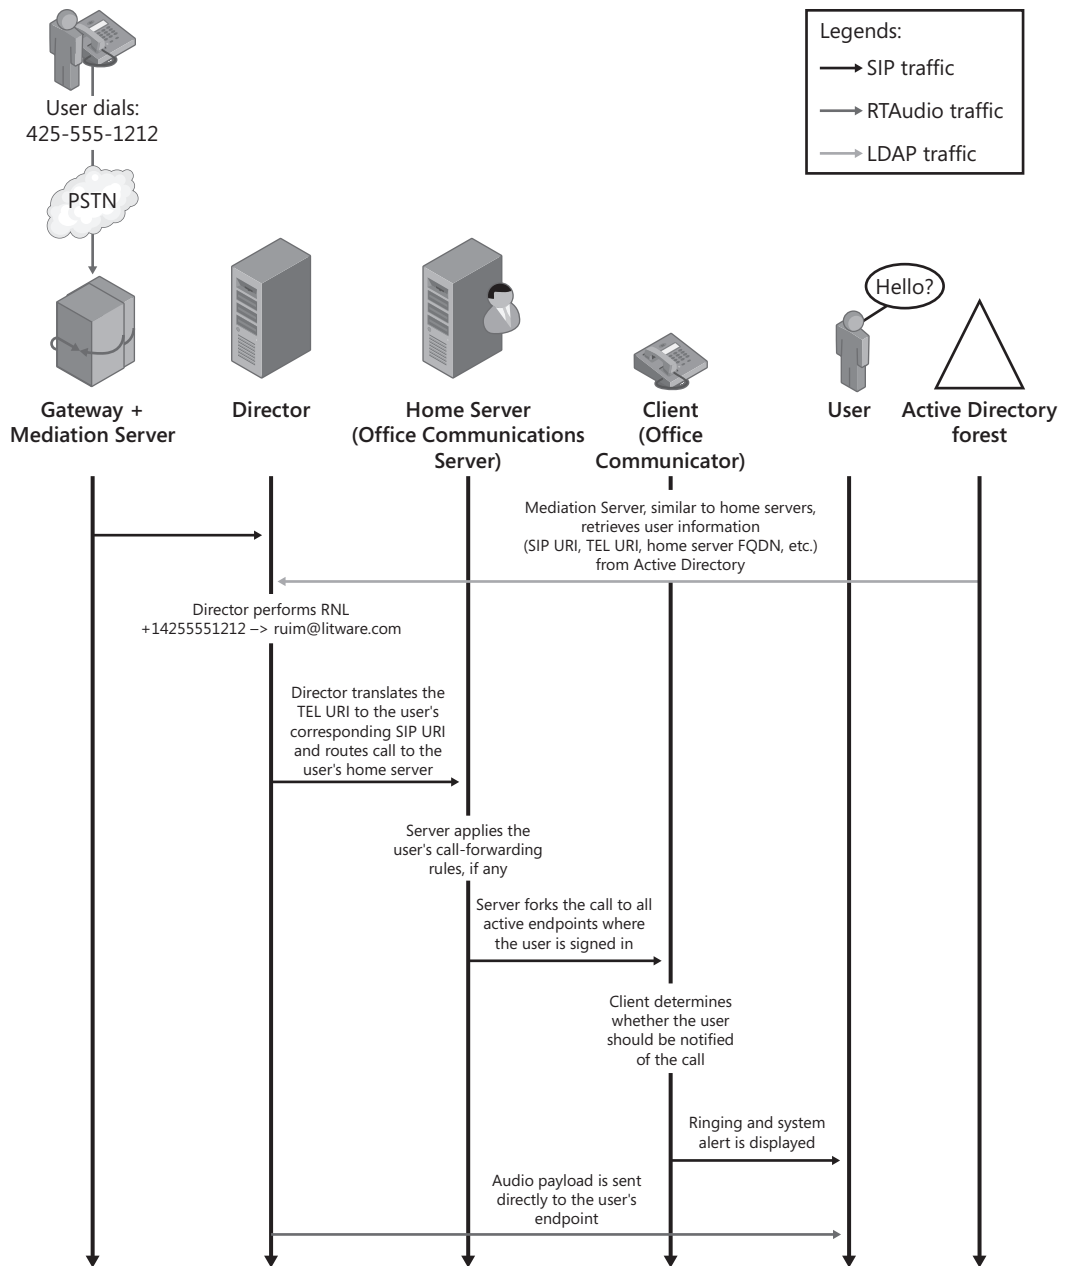 User dials:
425-555-1212
PSTN
Legends:
SIP traffic
RTAudio traffic
LDAP traffic
Hello?
Gateway +
Mediation Server
Director
Home Server
(Office Communications
Server)
Client
(Office
Communicator)
User
Active Directory
forest
Mediation Server, similar to home servers,
retrieves user information
(SIP URI, TEL URI, home server FQDN, etc.)
from Active Directory
Director performs RNL
+14255551212 –> ruim@litware.com
Director translates the
TEL URI to the user's
corresponding SIP URI
and routes call to the
user's home server
Server applies the
user's call-forwarding
rules, if any
Server forks the call to all
active endpoints where
the user is signed in
Client determines
whether the user
should be notified
of the call
Ringing and system
alert is displayed
Audio payload is sent
directly to the user's
endpoint